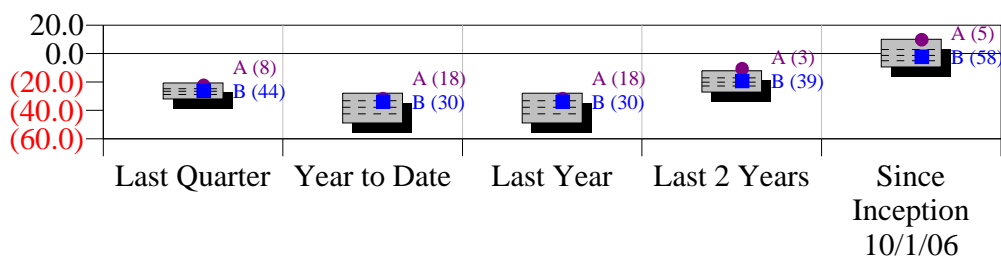 20.0
0.0
(20.0)
(40.0)
(60.0)
A (8)
B (44)
A (18)
B (30)
A (18)
B (30)
A (3)
B (39)
A (5)
B (58)
Last Quarter
Year to Date
Last Year
Last 2 Years
Since
Inception
10/1/06